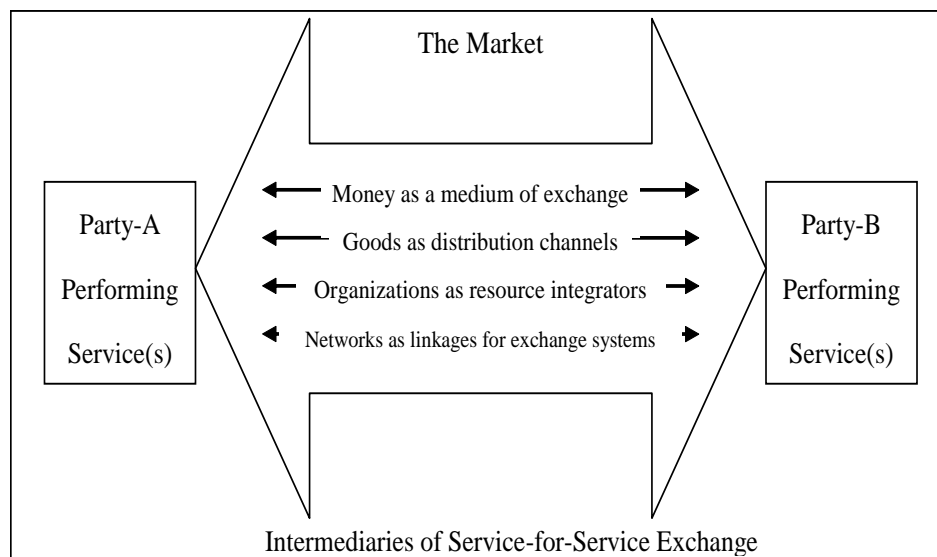 The Market
Party-A
Performing
Service(s)
Money as a medium of exchange
Goods as distribution channels
Organizations as resource integrators
Networks as linkages for exchange systems
Party-B
Performing
Service(s)
Intermediaries of Service-for-Service Exchange